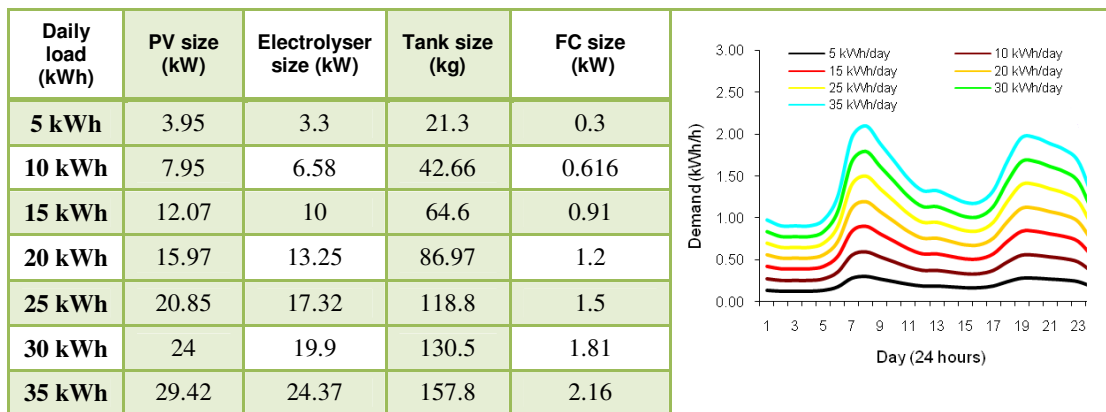 Daily load (kWh) PV size (kW) Electrolyser size (kW) Tank size (kg) FC size (kW)
5 kWh 3.95 3.3 21.3 0.3
10 kWh 7.95 6.58 42.66 0.616
15 kWh 12.07 10 64.6 0.91
20 kWh 15.97 13.25 86.97 1.2
25 kWh 20.85 17.32 118.8 1.5
30 kWh 24 19.9 130.5 1.81
35 kWh 29.42 24.37 157.8 2.16
5 kWh/day 10 kWh/day
15 kWh/day 20 kWh/day
25 kWh/day 30 kWh/day
35 kWh/day
Demand (kWh/h)
3.00
2.50
2.00
1.50
1.00
0.50
0.00
1 3 5 7 9 11 13 15 17 19 21 23
Day (24 hours)